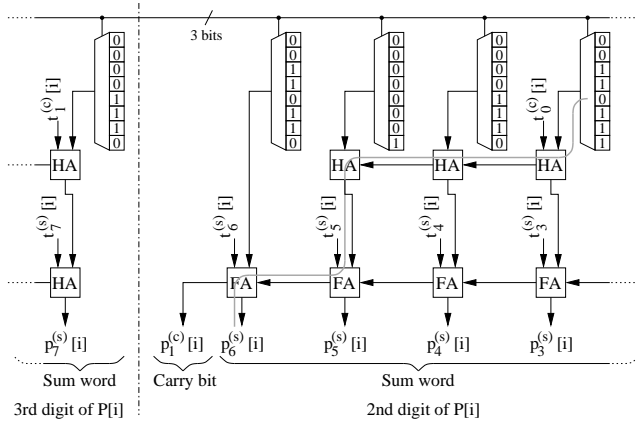 3 bits
0 0 0 0 0
0 0 0 0 0
0 1 1 1 0
0 1 1 1 0
1 0 0 0 1
1 1 0 1 1
1 0 0 1 0
0 0 1 0 1
t1(c)[i]
t0(c)[i]
HA
HA
HA
HA
t7(s)[i]
t6(s)[i]
t5(s)[i]
t4(s)[i]
t3(s)[i]
HA
FA
FA
FA
FA
p7(s)[i]
p1(c)[i]
p6(s)[i]
p5(s)[i]
p4(s)[i]
p3(s)[i]
Sum word
Carry bit
Sum word
3rd digit of P[i]
2nd digit of P[i]